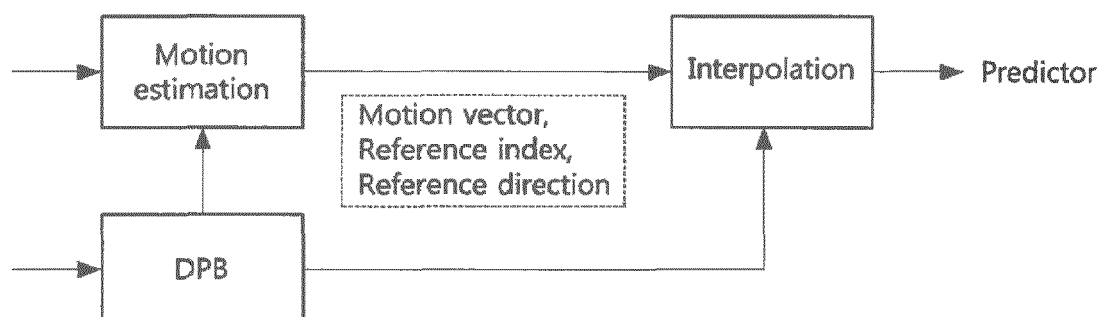 Motion
estimation
Interpolation
Predictor
Motion vector,
Reference index,
Reference direction
DPB